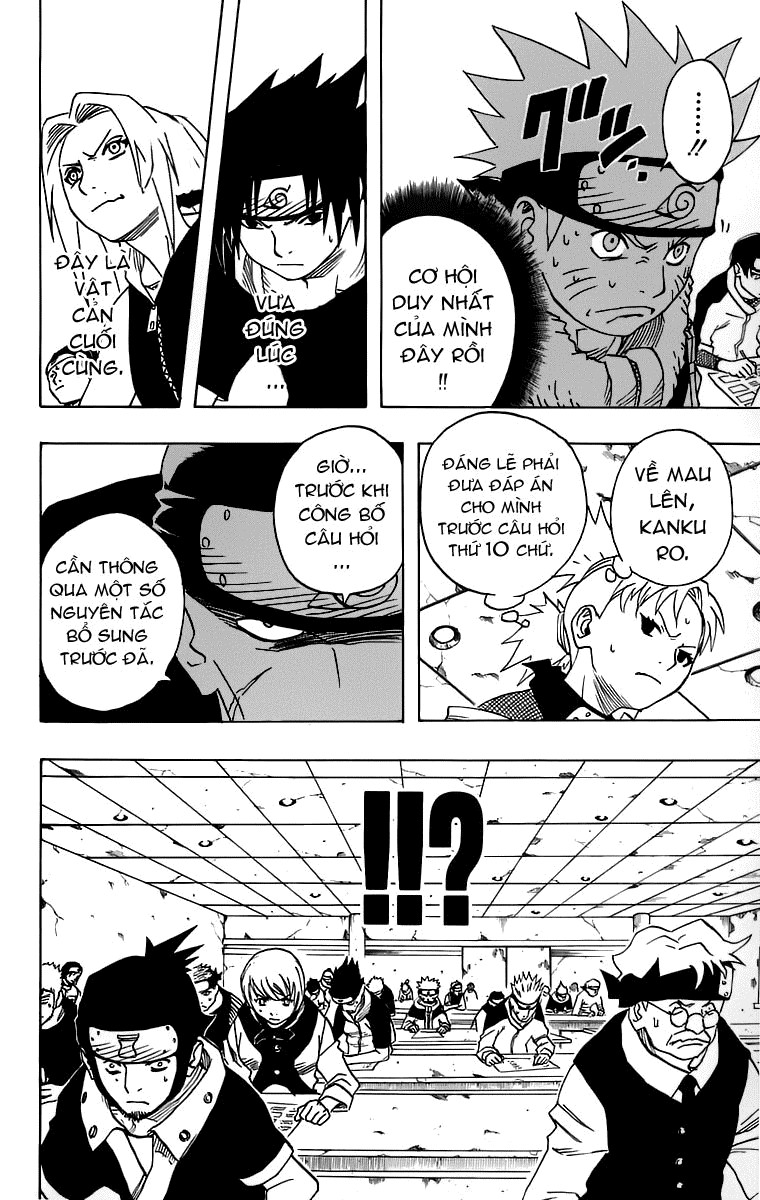 ......!!
グッ...
CƠ HỘI
DUY NHẤT
CỦA MÌNH
ĐÂY RỒI
!!
VỪA
ĐÚNG
LÚC
...
ĐÂY LÀ
VẬT
CẢN
CUỐI
CÙNG.
VỀ MAU
LÊN,
KANKU
RO.
ĐÁNG LẼ PHẢI
ĐƯA ĐÁP ÁN
CHO MÌNH
TRƯỚC CÂU HỎI
THỨ 10 CHỨ.
GIỜ...
TRƯỚC KHI
CÔNG BỐ
CÂU HỎI
...
CẦN THÔNG
QUA MỘT SỐ
NGUYÊN TẮC
BỔ SUNG
TRƯỚC ĐÃ.
!!?